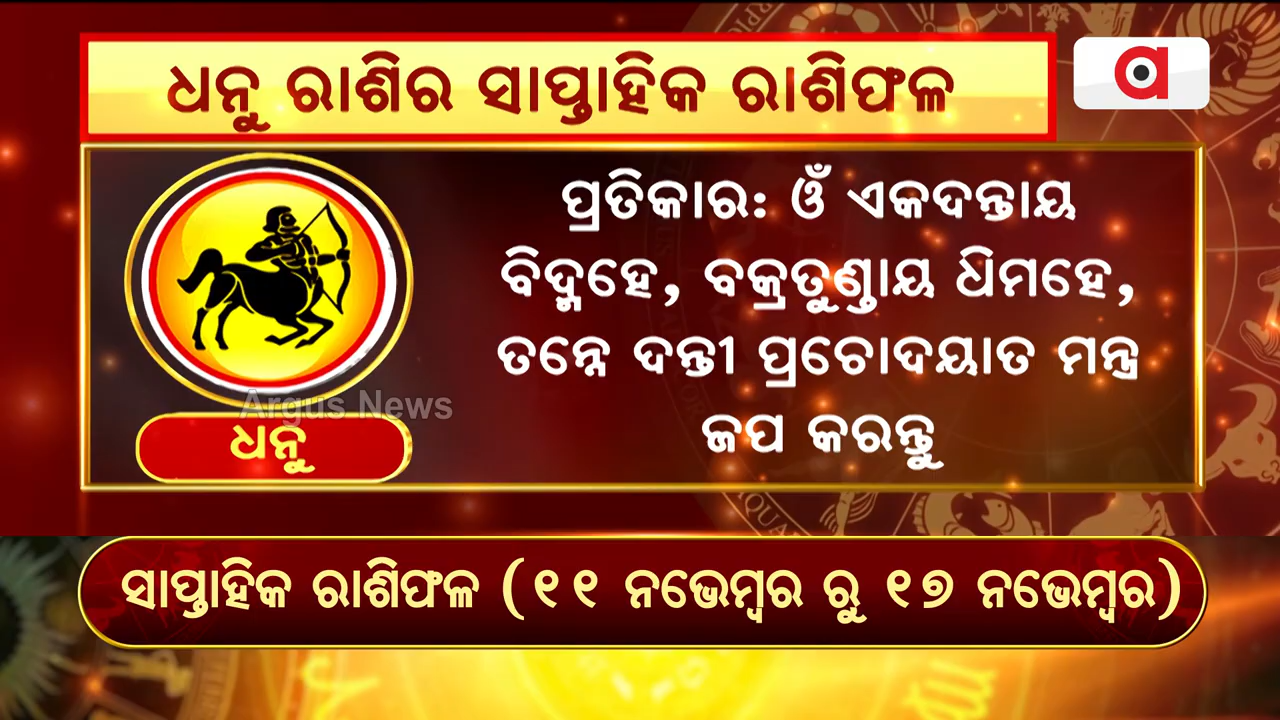 ଧନୁ ରାଶିର ସାପ୍ତାହିକ ରାଶିଫଳ
a
ପ୍ରତିକାର: ଓଁ ଏକଦନ୍ତାୟ
ବିଦ୍ମହେ, ବକ୍ରତୁଣ୍ଡାୟ ଧିମହେ,
ତନ୍ନେ ଦନ୍ତୀ ପ୍ରଚୋଦୟାତ ମନ୍ତ୍ର
ଜପ କରନ୍ତୁ
Argus News
ଧନୁ
ସାପ୍ତାହିକ ରାଶିଫଳ (୧୧ ନଭେମ୍ବର ରୁ ୧୭ ନଭେମ୍ବର)